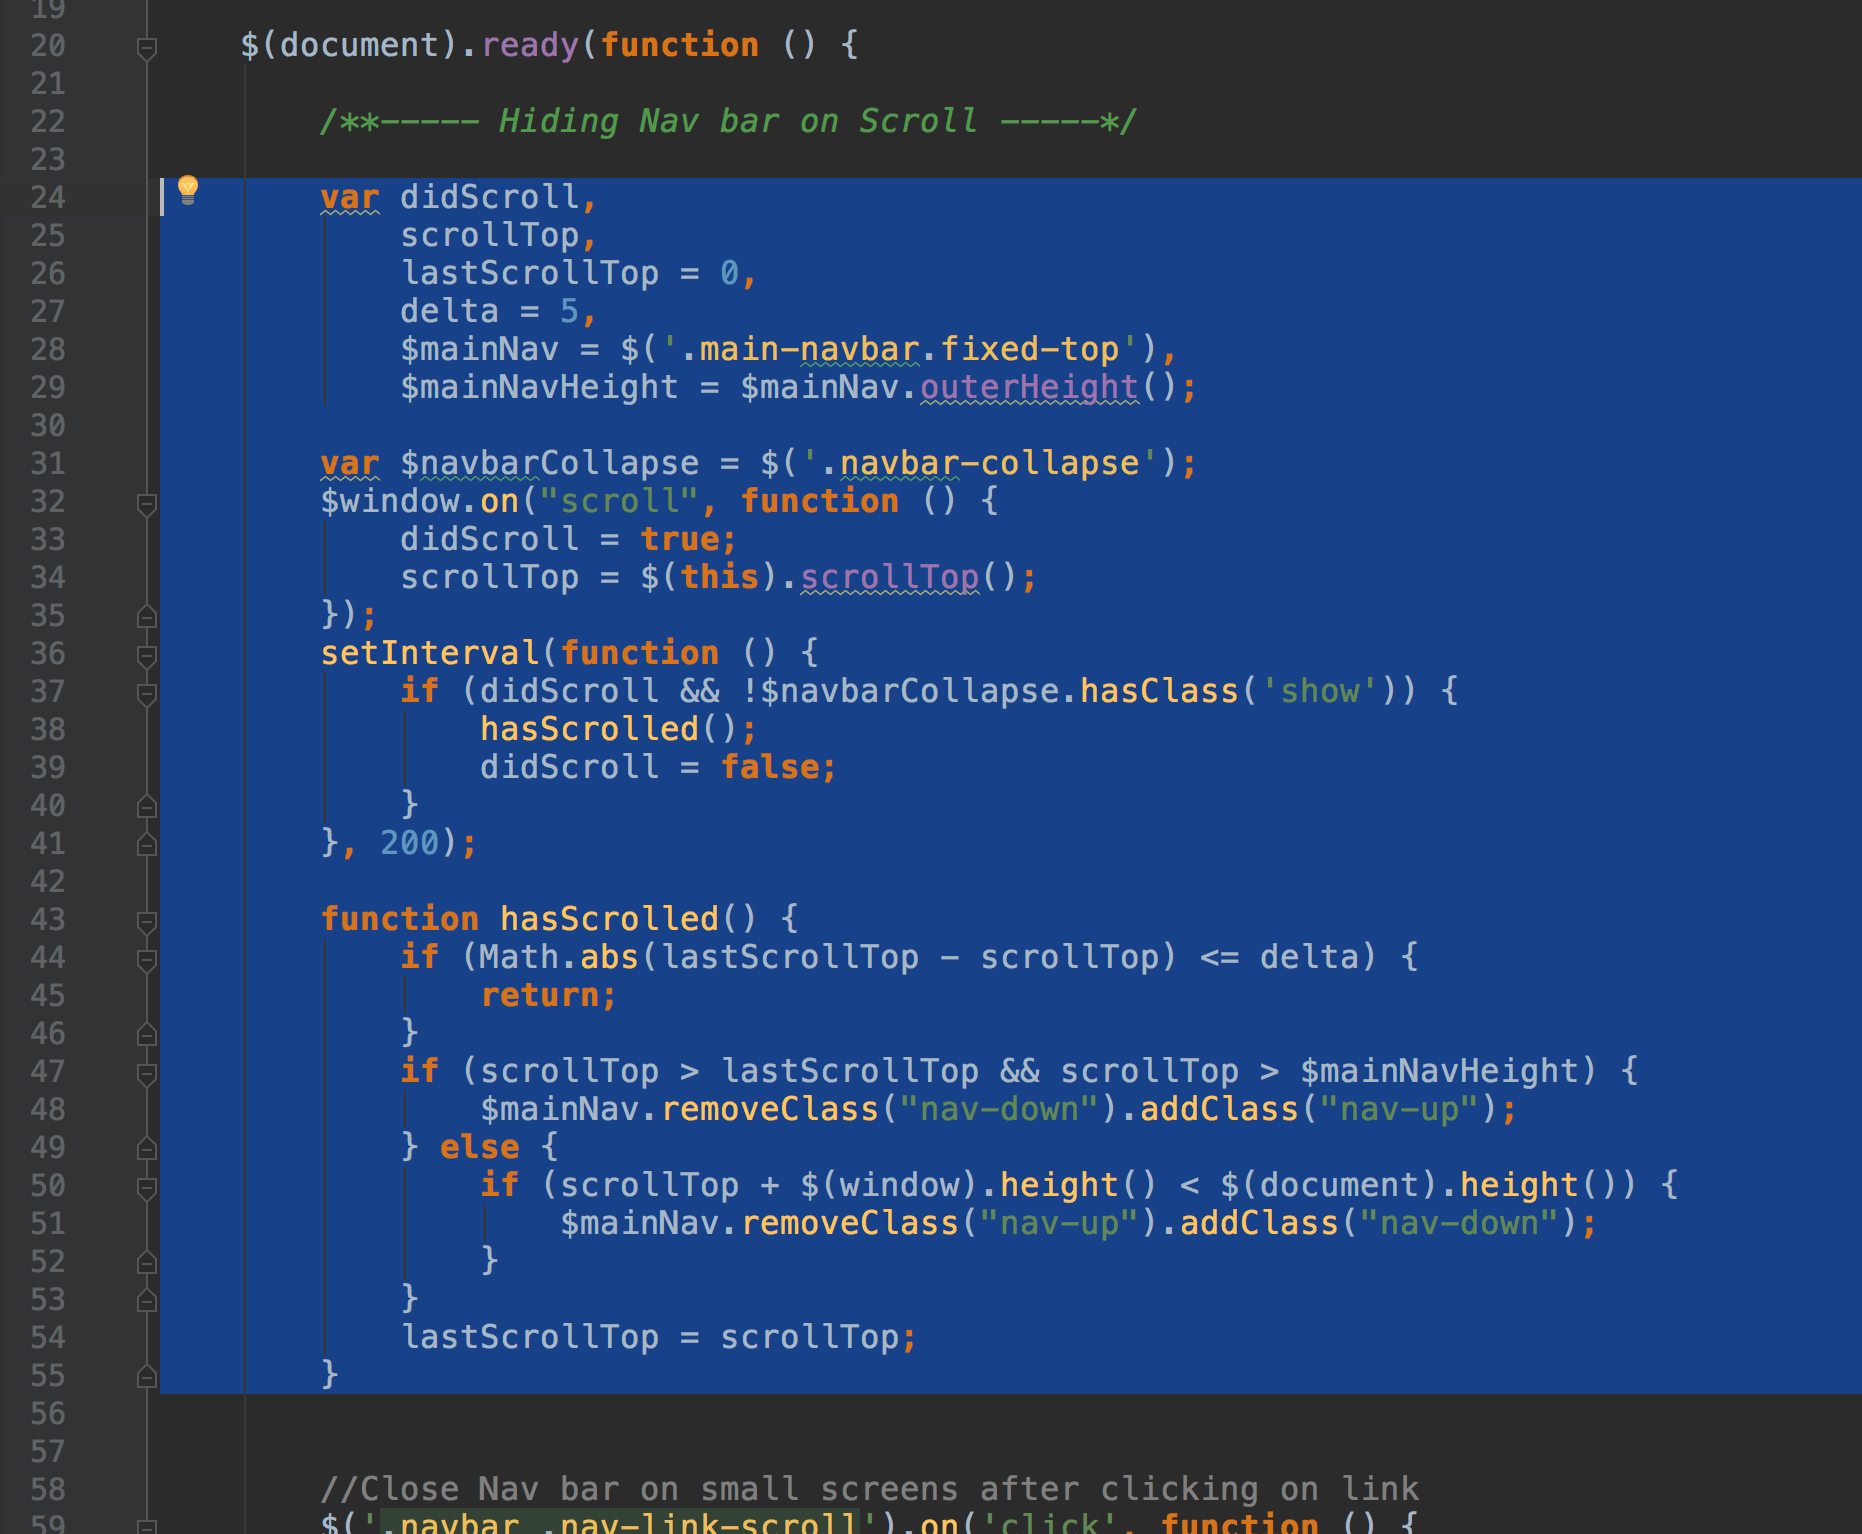 19
20 $(document).ready(function () {
21
22 /**----- Hiding Nav bar on Scroll -----*/
23
24 var didScroll,
25 scrollTop,
26 lastScrollTop = 0,
27 delta = 5,
28 $mainNav = $('.main-navbar.fixed-top'),
29 $mainNavHeight = $mainNav.outerHeight();
30
31 var $navbarCollapse = $('.navbar-collapse');
32 $window.on("scroll", function () {
33 didScroll = true;
34 scrollTop = $(this).scrollTop();
35 });
36 setInterval(function () {
37 if (didScroll && !$navbarCollapse.hasClass('show')) {
38 hasScrolled();
39 didScroll = false;
40 }
41 }, 200);
42
43 function hasScrolled() {
44 if (Math.abs(lastScrollTop - scrollTop) <= delta) {
45 return;
46 }
47 if (scrollTop > lastScrollTop && scrollTop > $mainNavHeight) {
48 $mainNav.removeClass("nav-down").addClass("nav-up");
49 } else {
50 if (scrollTop + $(window).height() < $(document).height()) {
51 $mainNav.removeClass("nav-up").addClass("nav-down");
52 }
53 }
54 lastScrollTop = scrollTop;
55 }
56
57
58 //Close Nav bar on small screens after clicking on link
59 $('.navbar .nav-link-scroll').on('click', function () {